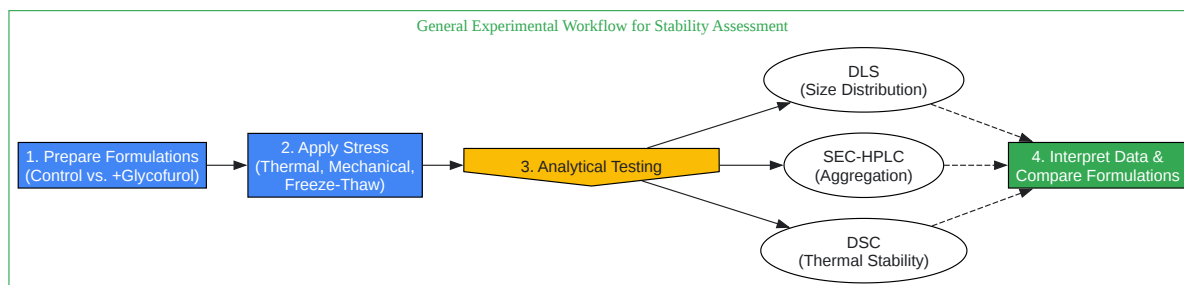 General Experimental Workflow for Stability Assessment
1. Prepare Formulations
(Control vs. +Glycofurol)
2. Apply Stress
(Thermal, Mechanical,
Freeze-Thaw)
3. Analytical Testing
DLS
(Size Distribution)
SEC-HPLC
(Aggregation)
DSC
(Thermal Stability)
4. Interpret Data &
Compare Formulations